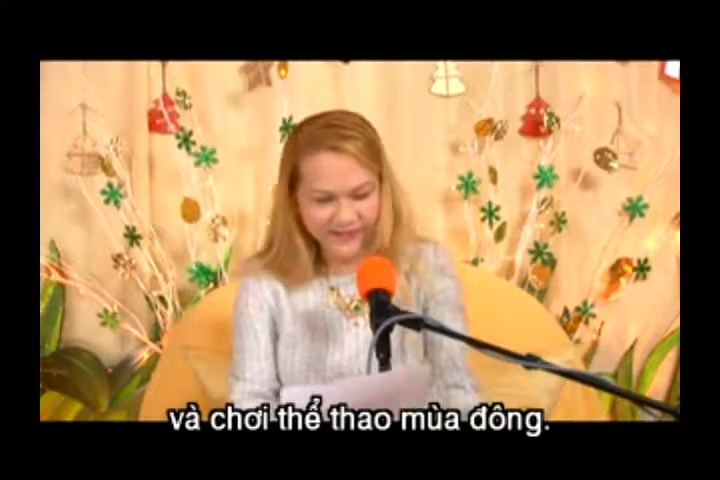 và chơi thể thao mùa đông.